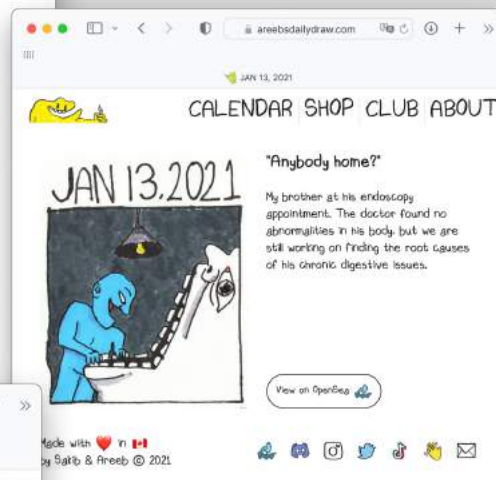 areebsdailydraw.com
JAN 13, 2021
CALENDAR SHOP CLUB ABOUT
JAN 13.2021
"Anybody home?"
My brother at his endoscopy
appointment. The doctor found no
abnormalities in his body, but we are
still working on finding the root causes
of his chronic digestive issues.
View on OpenSea
Made with ❤️ in 🇨🇦
by Sakib & Areeb © 2021